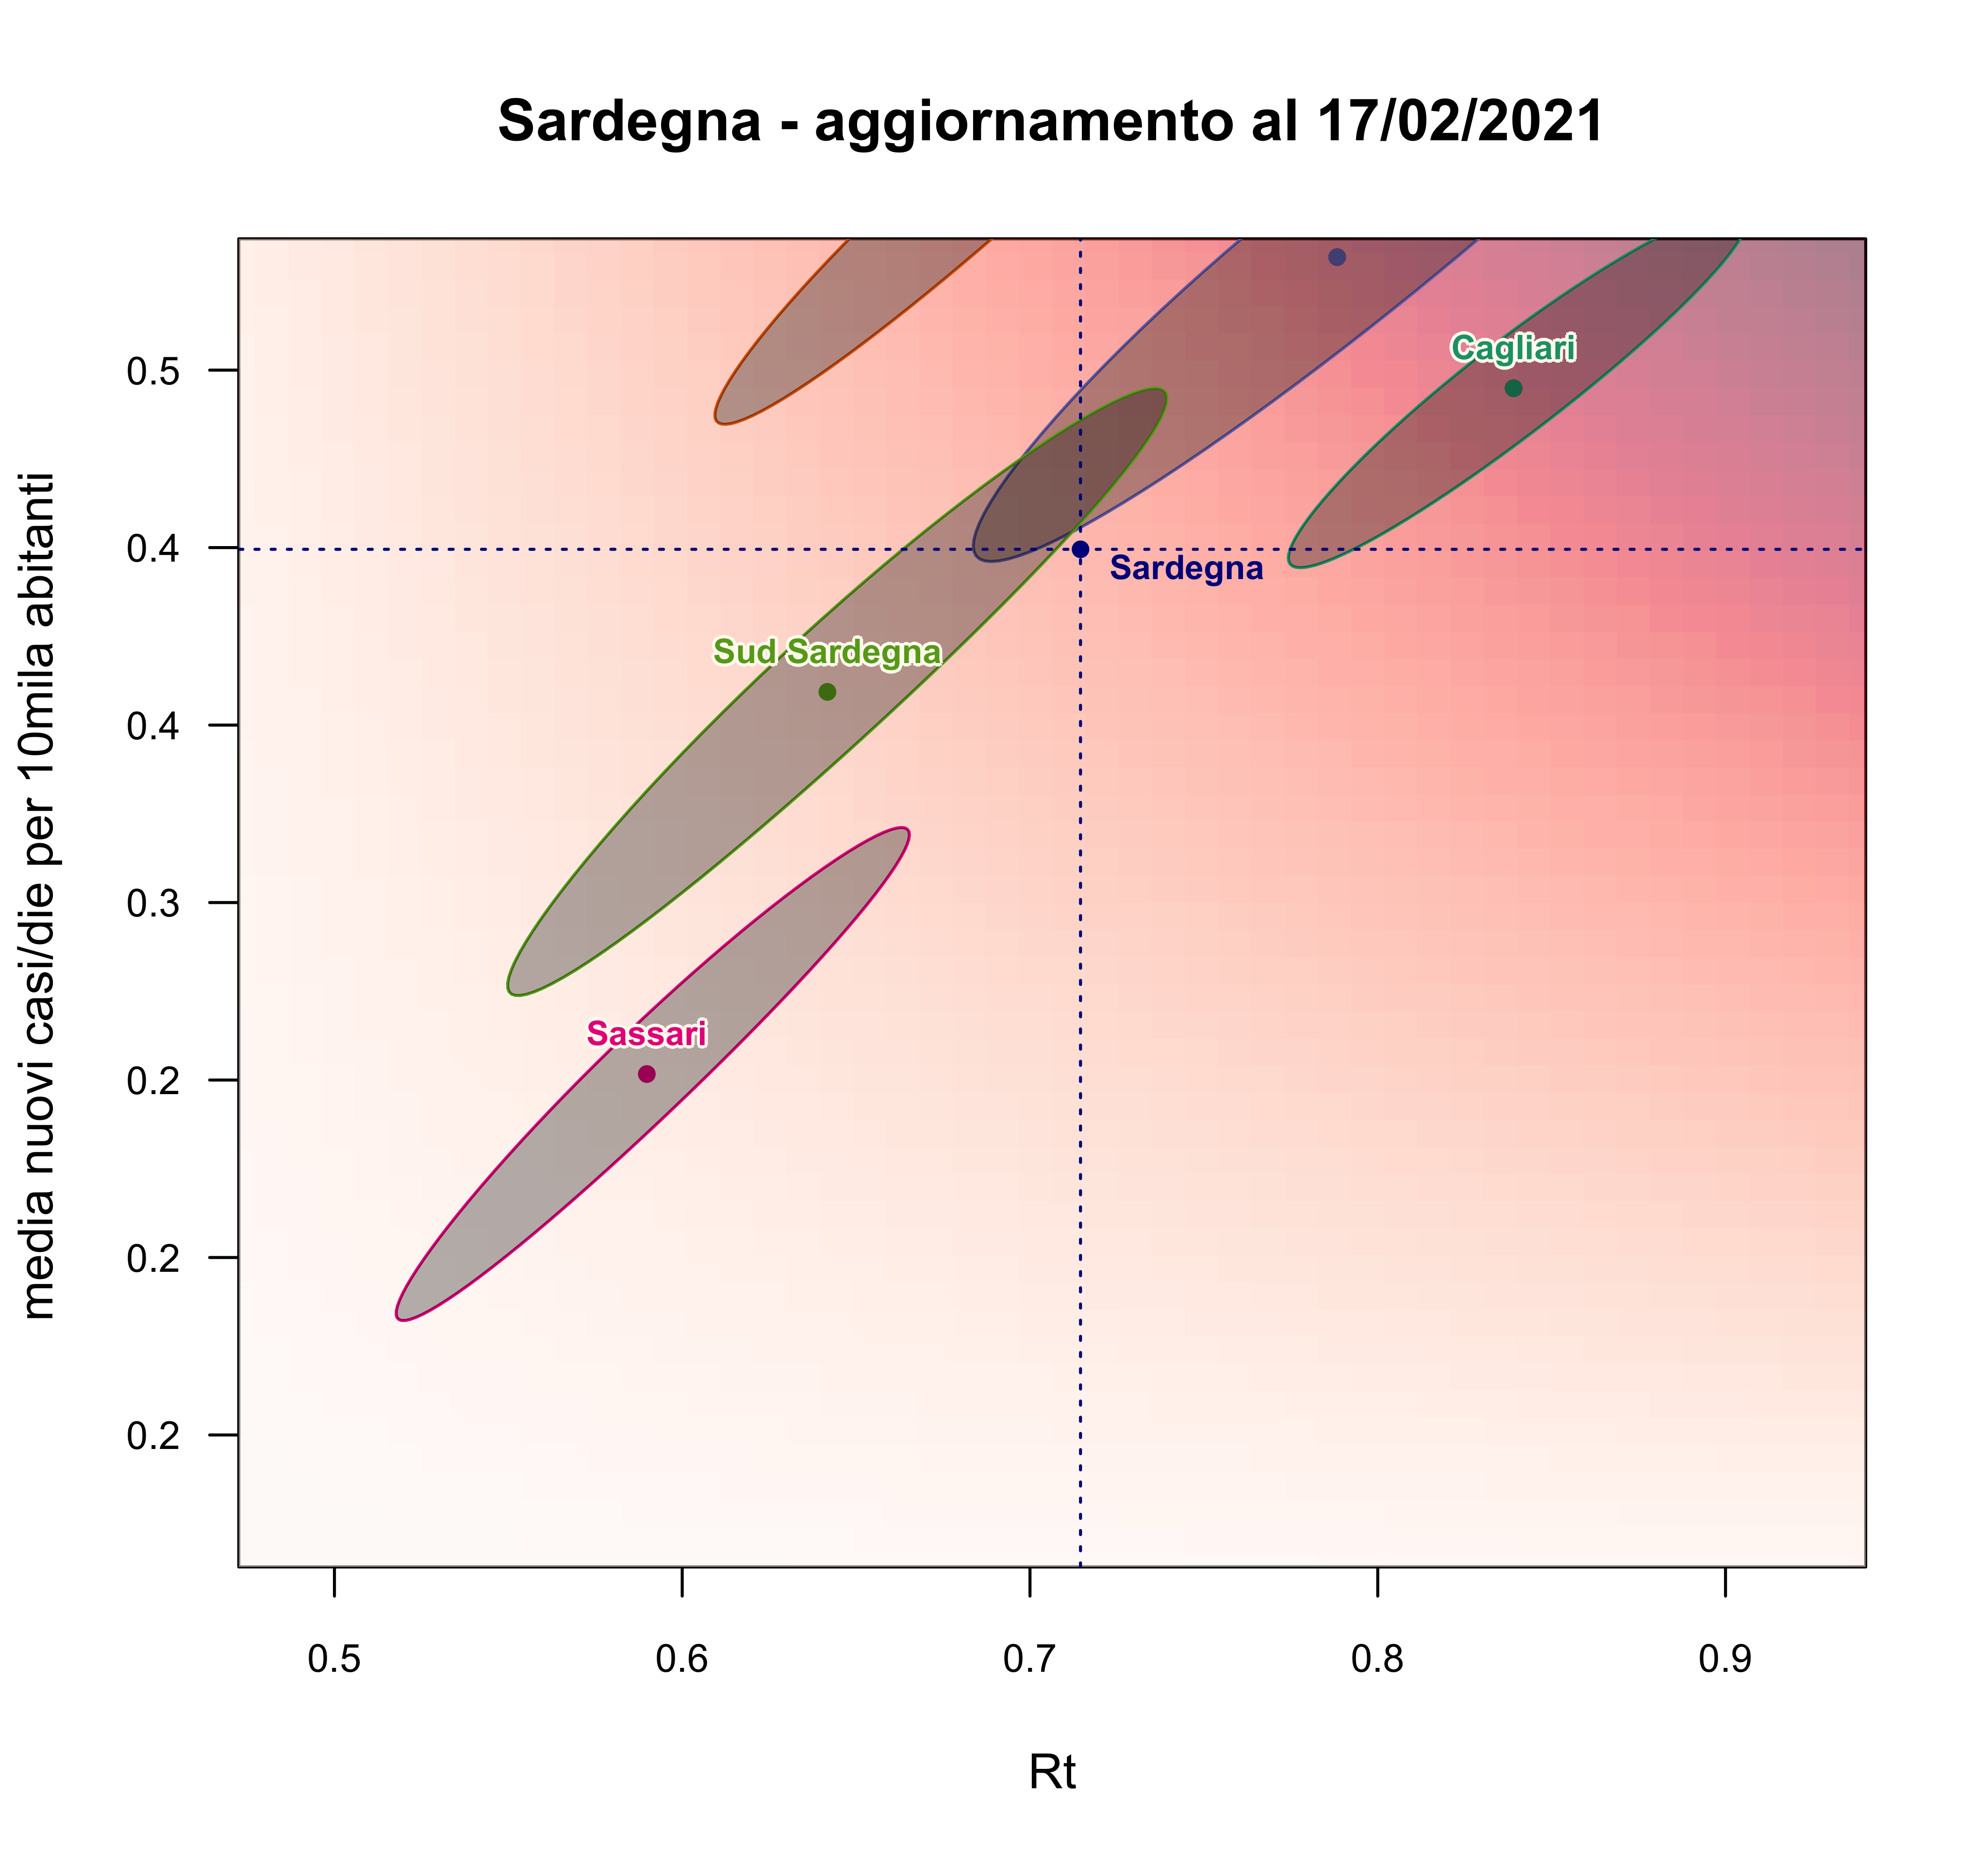 Sardegna - aggiornamento al 17/02/2021
media nuovi casi/die per 10mila abitanti
0.5
0.4
0.4
0.3
0.2
0.2
0.2
Cagliari
Sardegna
Sud Sardegna
Sassari
0.5 0.6 0.7 0.8 0.9
Rt